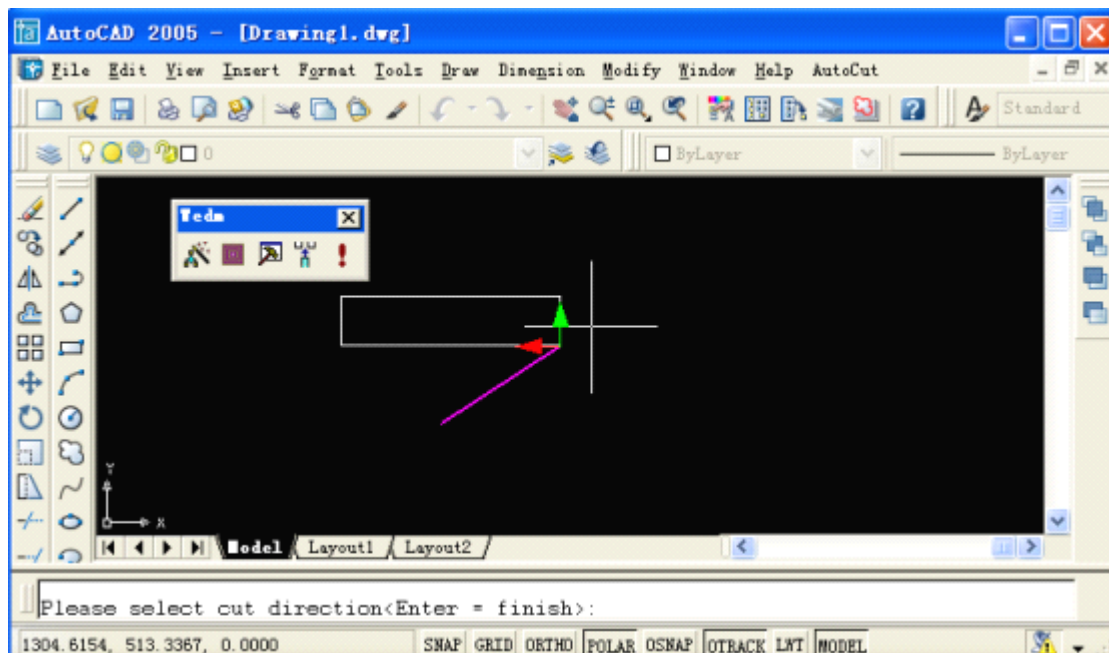 AutoCAD 2005 - [Drawing1.dwg]
File Edit View Insert Format Tools Draw Dimension Modify Window Help AutoCut
Standard
0 ByLayer ByLayer
Wedm
Y
X
Model Layout1 Layout2
Please select cut direction<Enter = finish>:
1304.6154, 513.3367, 0.0000 SNAP GRID ORTHO POLAR OSNAP OTRACK LWT MODEL